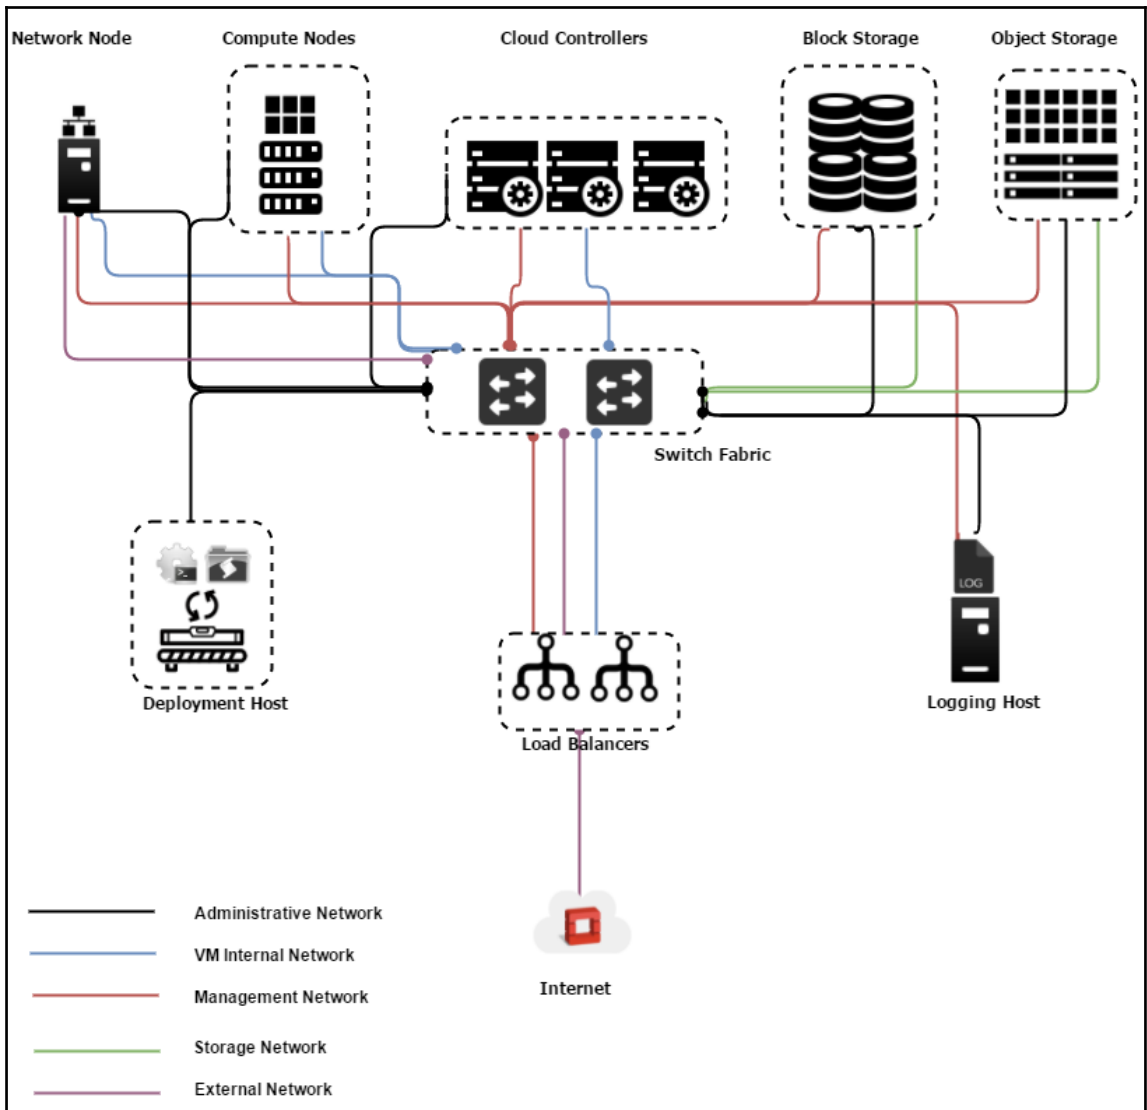 Network Node
Compute Nodes
Cloud Controllers
Block Storage
Object Storage
Switch Fabric
LOG
Deployment Host
Logging Host
Load Balancers
Internet
Administrative Network
VM Internal Network
Management Network
Storage Network
External Network